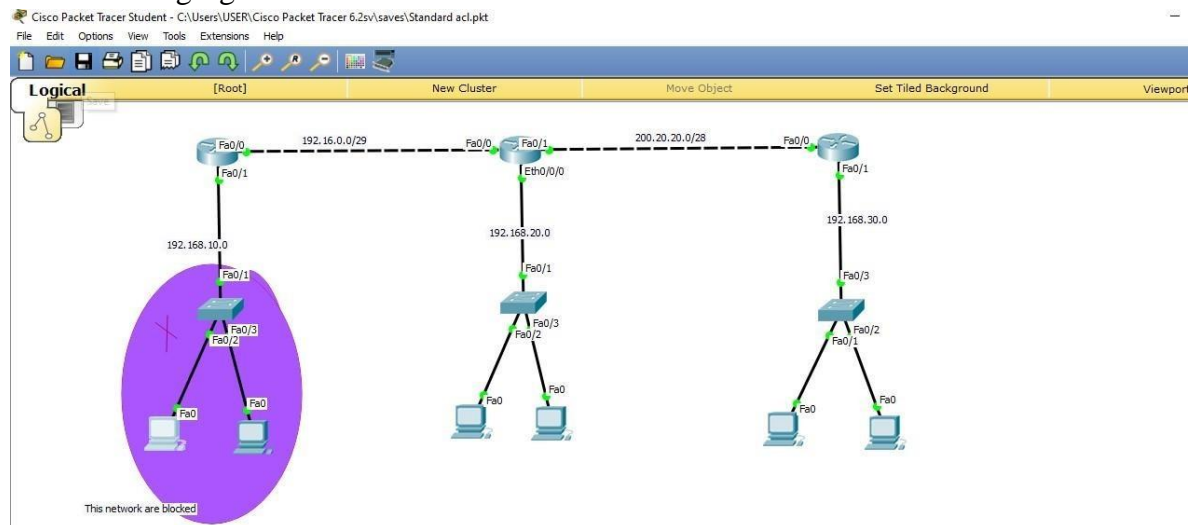 Cisco Packet Tracer Student - C:\Users\USER\Cisco Packet Tracer 6.2sv\saves\Standard acl.pkt
File Edit Options View Tools Extensions Help
Logical [Root] New Cluster Move Object Set Tiled Background Viewport
Save
Fa0/0 192.16.0.0/29 Fa0/0 Fa0/1 200.20.20.0/28 Fa0/0
Fa0/1 Eth0/0/0 Fa0/1
192.168.10.0 192.168.20.0 192.168.30.0
Fa0/1 Fa0/1 Fa0/3
Fa0/3 Fa0/3 Fa0/2
Fa0/2 Fa0/2 Fa0/1
Fa0 Fa0 Fa0 Fa0 Fa0 Fa0
This network are blocked